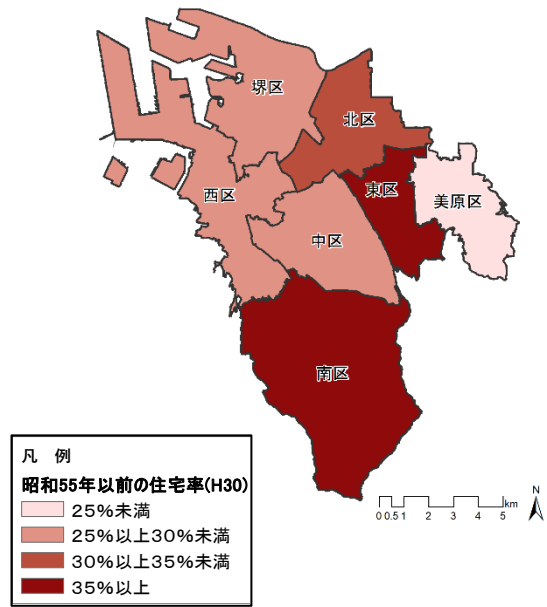 堺区
北区
東区
美原区
西区
中区
南区
凡 例
昭和55年以前の住宅率(H30)
25%未満
25%以上30%未満
30%以上35%未満
35%以上
N
km
0 0.5 1 2 3 4 5